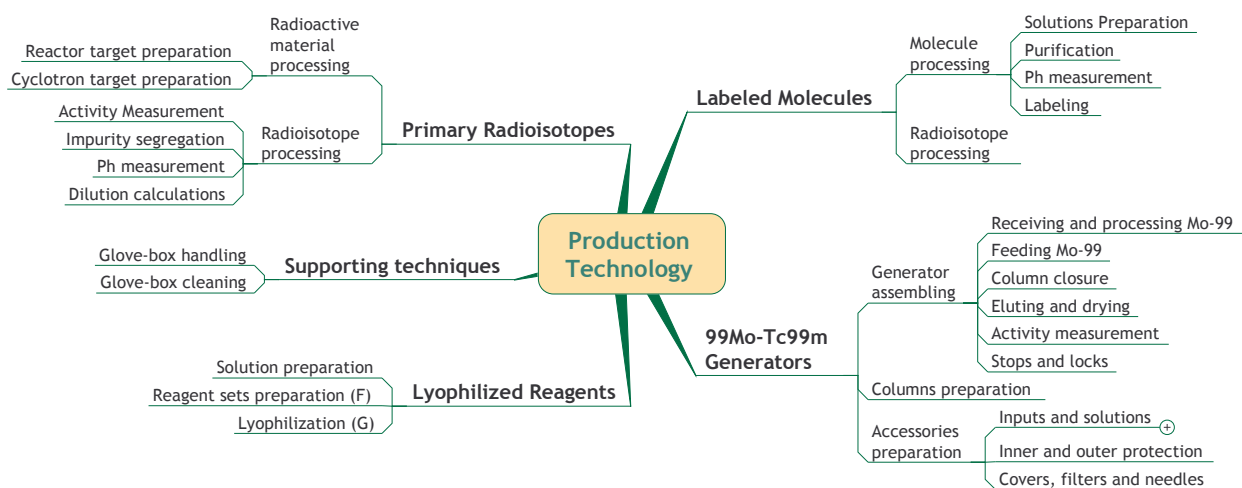 Radioactive
material
processing
Reactor target preparation
Cyclotron target preparation
Activity Measurement
Impurity segregation
Ph measurement
Dilution calculations
Radioisotope
processing
Primary Radioisotopes
Labeled Molecules
Molecule
processing
Solutions Preparation
Purification
Ph measurement
Labeling
Radioisotope
processing
Production
Technology
Glove-box handling
Glove-box cleaning
Supporting techniques
Solution preparation
Reagent sets preparation (F)
Lyophilization (G)
Lyophilized Reagents
99Mo-Tc99m
Generators
Generator
assembling
Receiving and processing Mo-99
Feeding Mo-99
Column closure
Eluting and drying
Activity measurement
Stops and locks
Columns preparation
Accessories
preparation
Inputs and solutions
+
Inner and outer protection
Covers, filters and needles